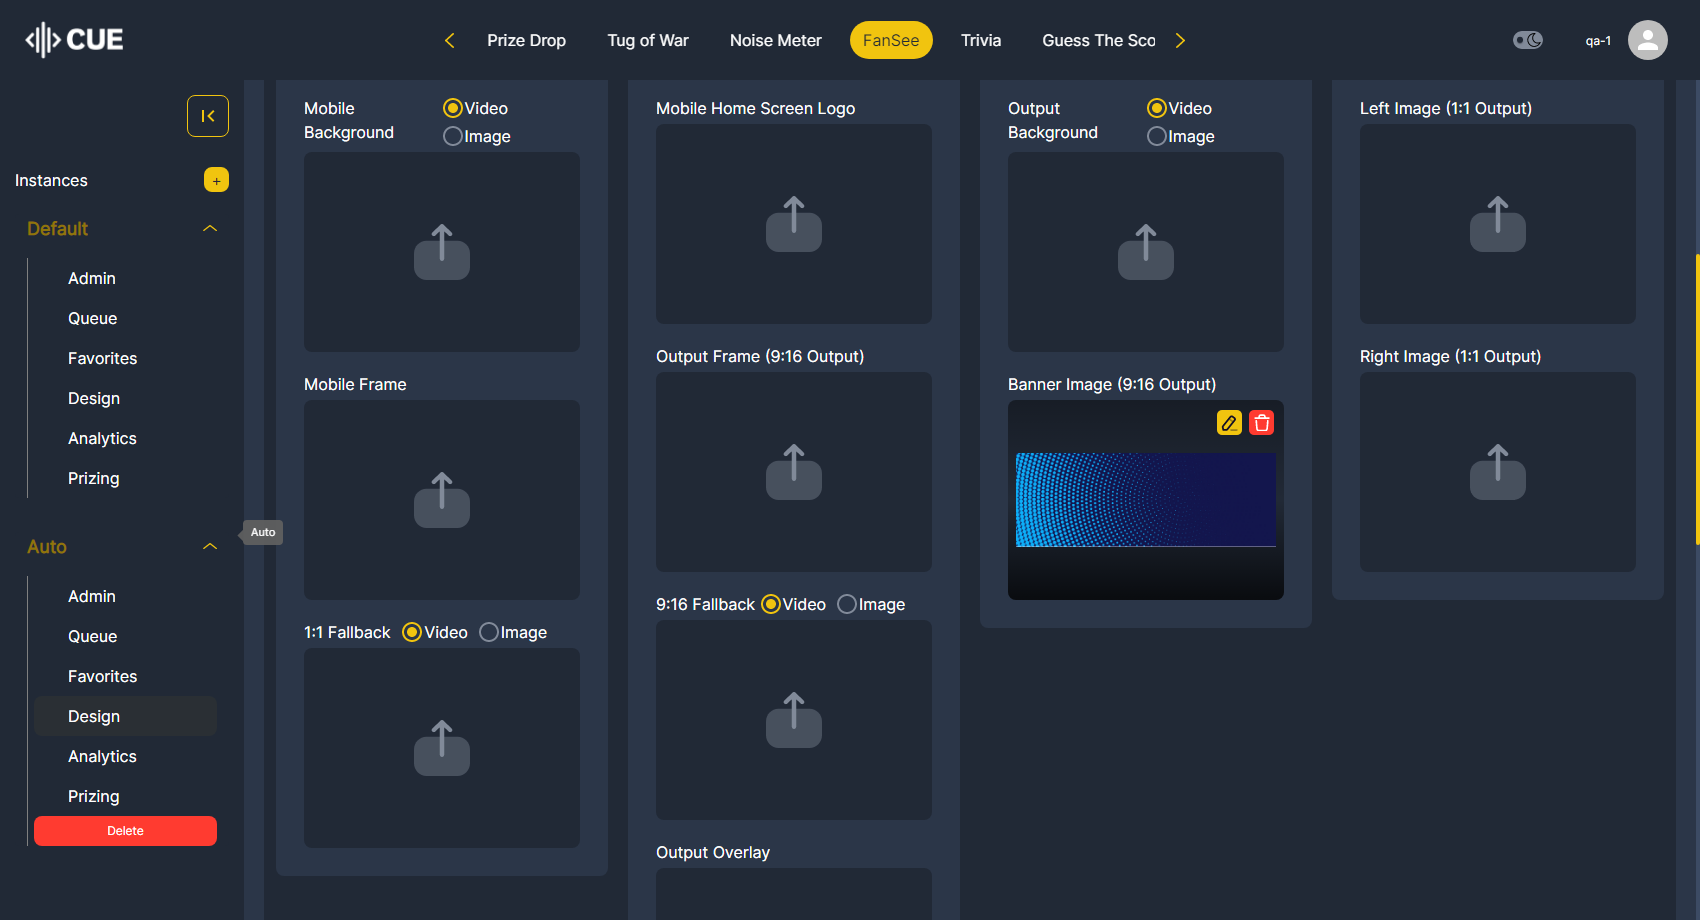 CUE
Prize Drop
Tug of War
Noise Meter
FanSee
Trivia
Guess The Sco
qa-1
Instances
+
Default
Admin
Queue
Favorites
Design
Analytics
Prizing
Auto
Auto
Admin
Queue
Favorites
Design
Analytics
Prizing
Delete
Mobile
Background
Video
Image
Mobile Frame
1:1 Fallback
Video
Image
Mobile Home Screen Logo
Output Frame (9:16 Output)
9:16 Fallback
Video
Image
Output Overlay
Output
Background
Video
Image
Banner Image (9:16 Output)
Left Image (1:1 Output)
Right Image (1:1 Output)